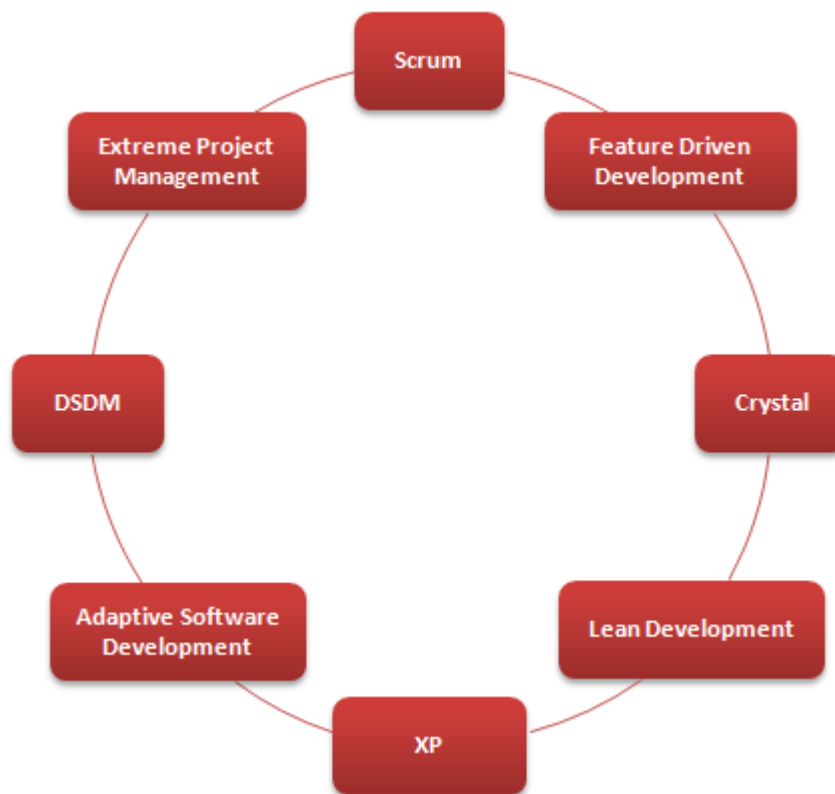 Scrum
Feature Driven
Development
Crystal
Lean Development
XP
Adaptive Software
Development
DSDM
Extreme Project
Management